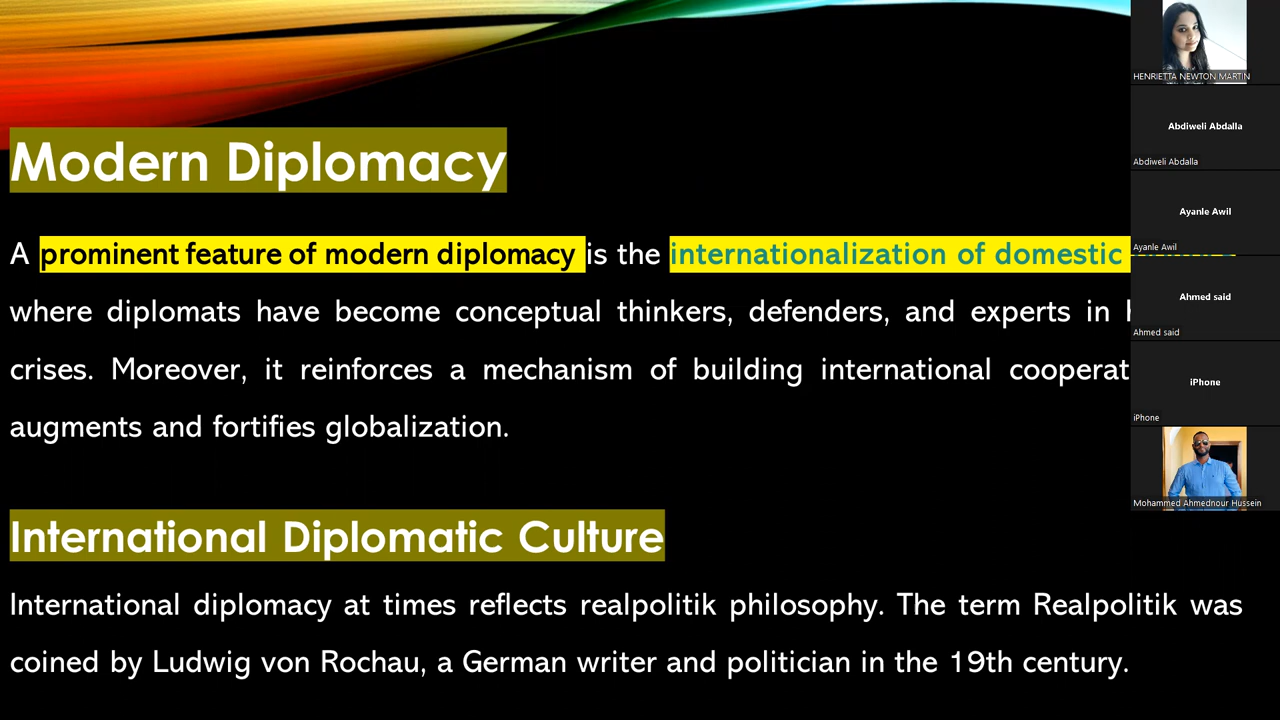 Modern Diplomacy
A prominent feature of modern diplomacy is the internationalization of domestic
where diplomats have become conceptual thinkers, defenders, and experts in
crises. Moreover, it reinforces a mechanism of building international cooperat
augments and fortifies globalization.
International Diplomatic Culture
International diplomacy at times reflects realpolitik philosophy. The term Realpolitik was
coined by Ludwig von Rochau, a German writer and politician in the 19th century.
HENRIETTA NEWTON MARTIN
Abdiweli Abdalla
Abdiweli Abdalla
Ayanle Awil
Ayanle Awil
Ahmed said
Ahmed said
iPhone
iPhone
Mohammed Ahmednour Hussein